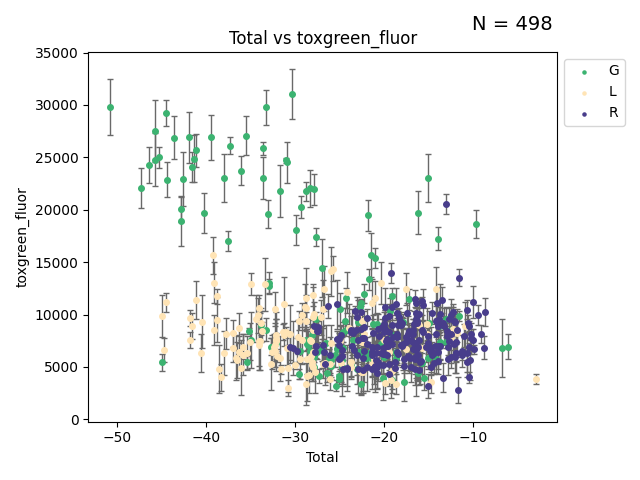 N = 498
Total vs toxgreen_fluor
G
L
R
toxgreen_fluor
35000
30000
25000
20000
15000
10000
5000
0
−50
−40
−30
−20
−10
Total